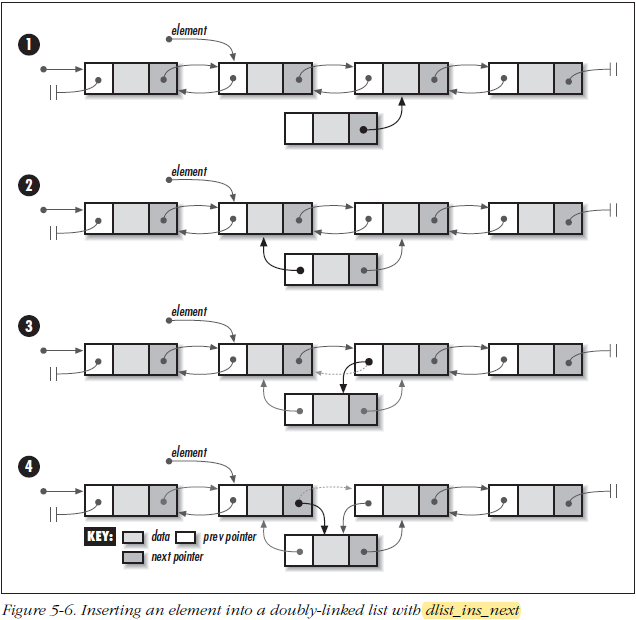 1
element
2
element
3
element
4
element
KEY: data prev pointer
next pointer
Figure 5-6. Inserting an element into a doubly-linked list with dlist_ins_next